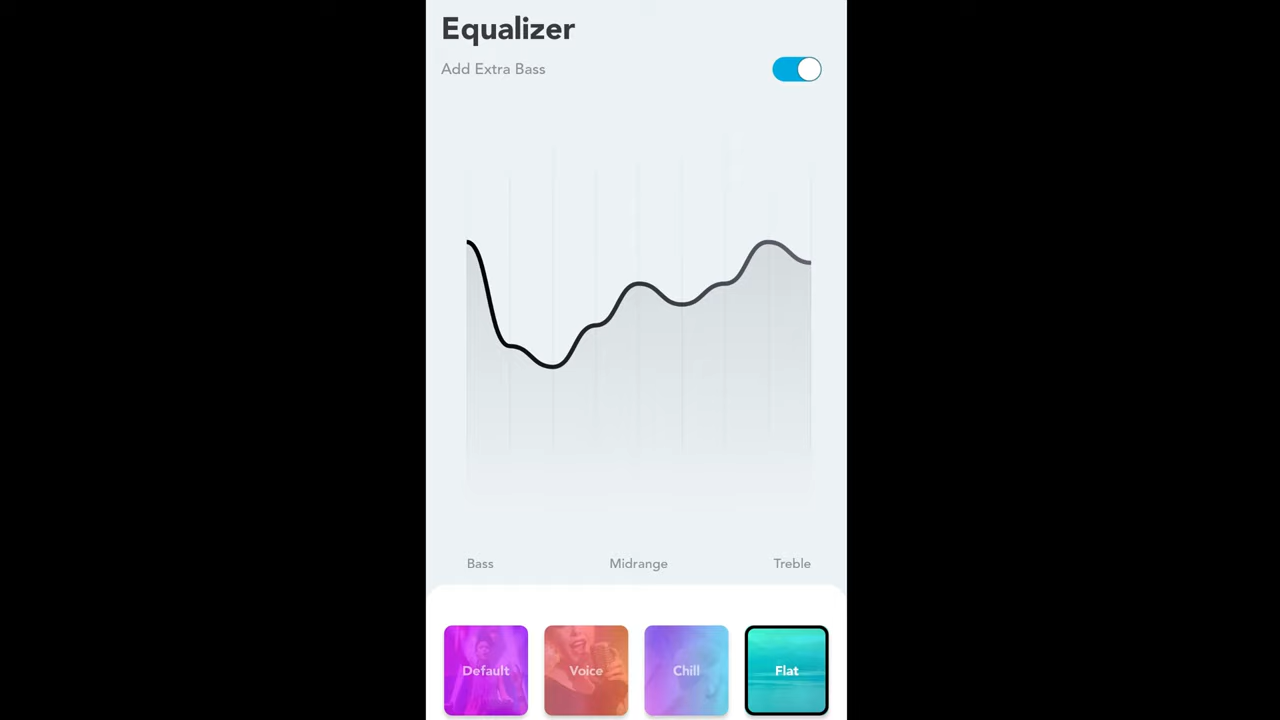 Equalizer
Add Extra Bass
Bass Midrange Treble
Default Voice Chill Flat